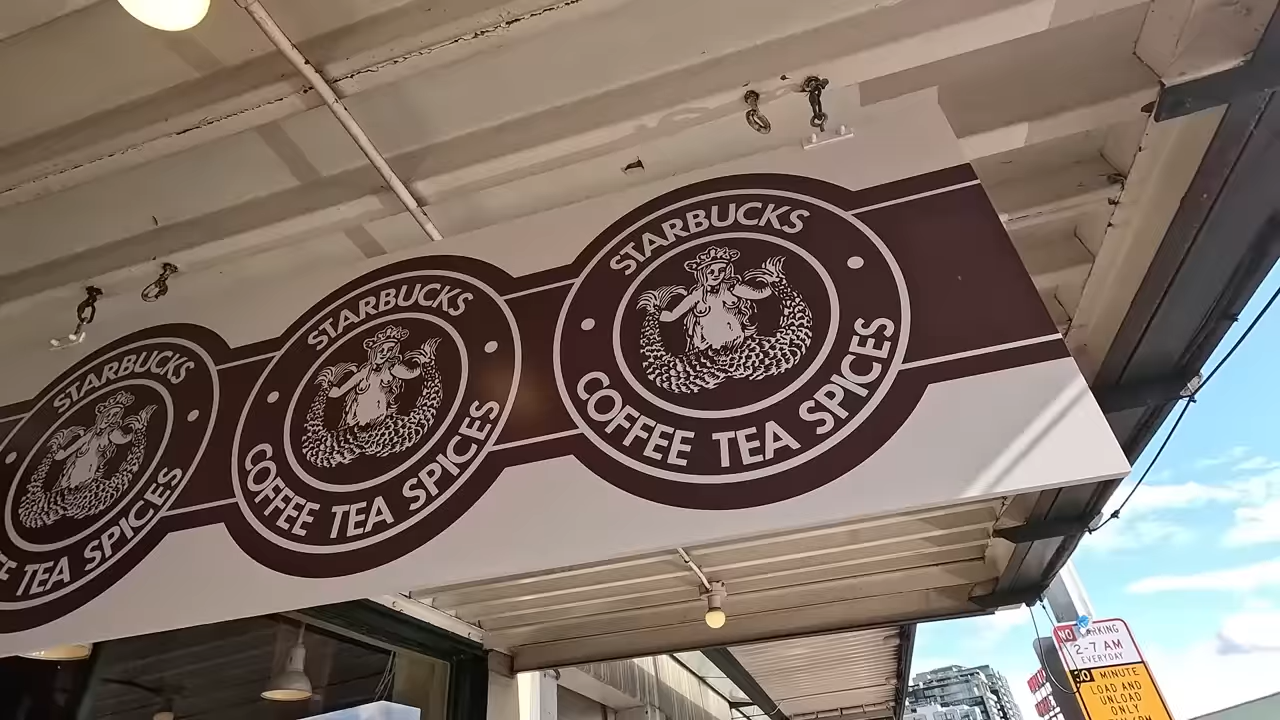 STARBUCKS
TEA SPICES
STARBUCKS
COFFEE TEA SPICES
STARBUCKS
COFFEE TEA SPICES
NO PARKING
2-7 AM
EVERYDAY
30 MINUTE
LOAD AND
UNLOAD
ONLY